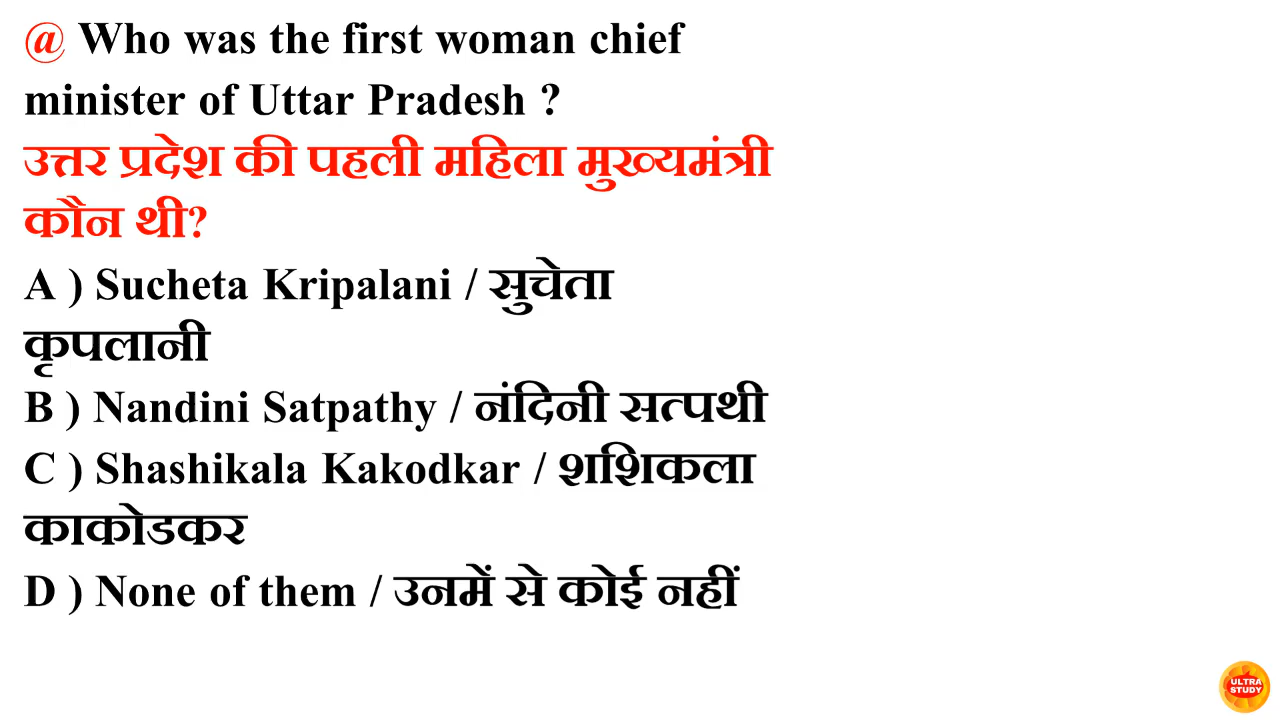 @ Who was the first woman chief
minister of Uttar Pradesh ?
उत्तर प्रदेश की पहली महिला मुख्यमंत्री
कौन थी?
A ) Sucheta Kripalani / सुचेता
कृपलानी
B ) Nandini Satpathy / नंदिनी सत्पथी
C ) Shashikala Kakodkar / शशिकला
काकोडकर
D ) None of them / उनमें से कोई नहीं
ULTRA
STUDY